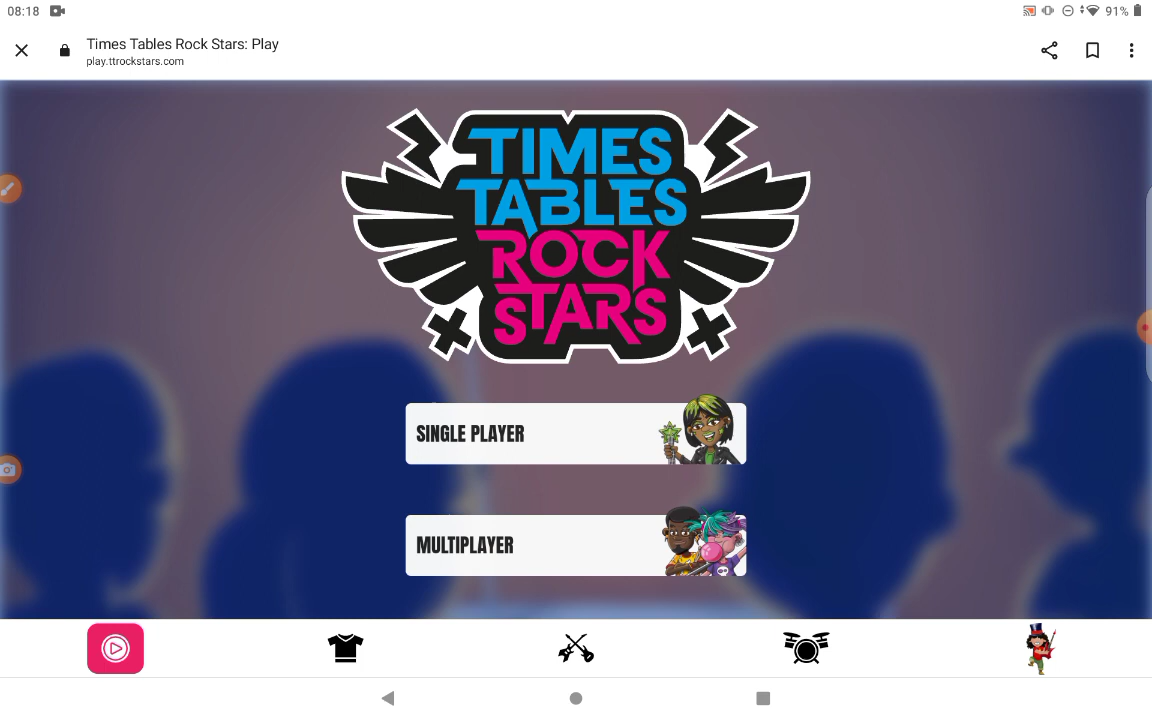 08:18
91%
Times Tables Rock Stars: Play
play.ttrockstars.com
TIMES
TABLES
ROCK
STARS
SINGLE PLAYER
MULTIPLAYER